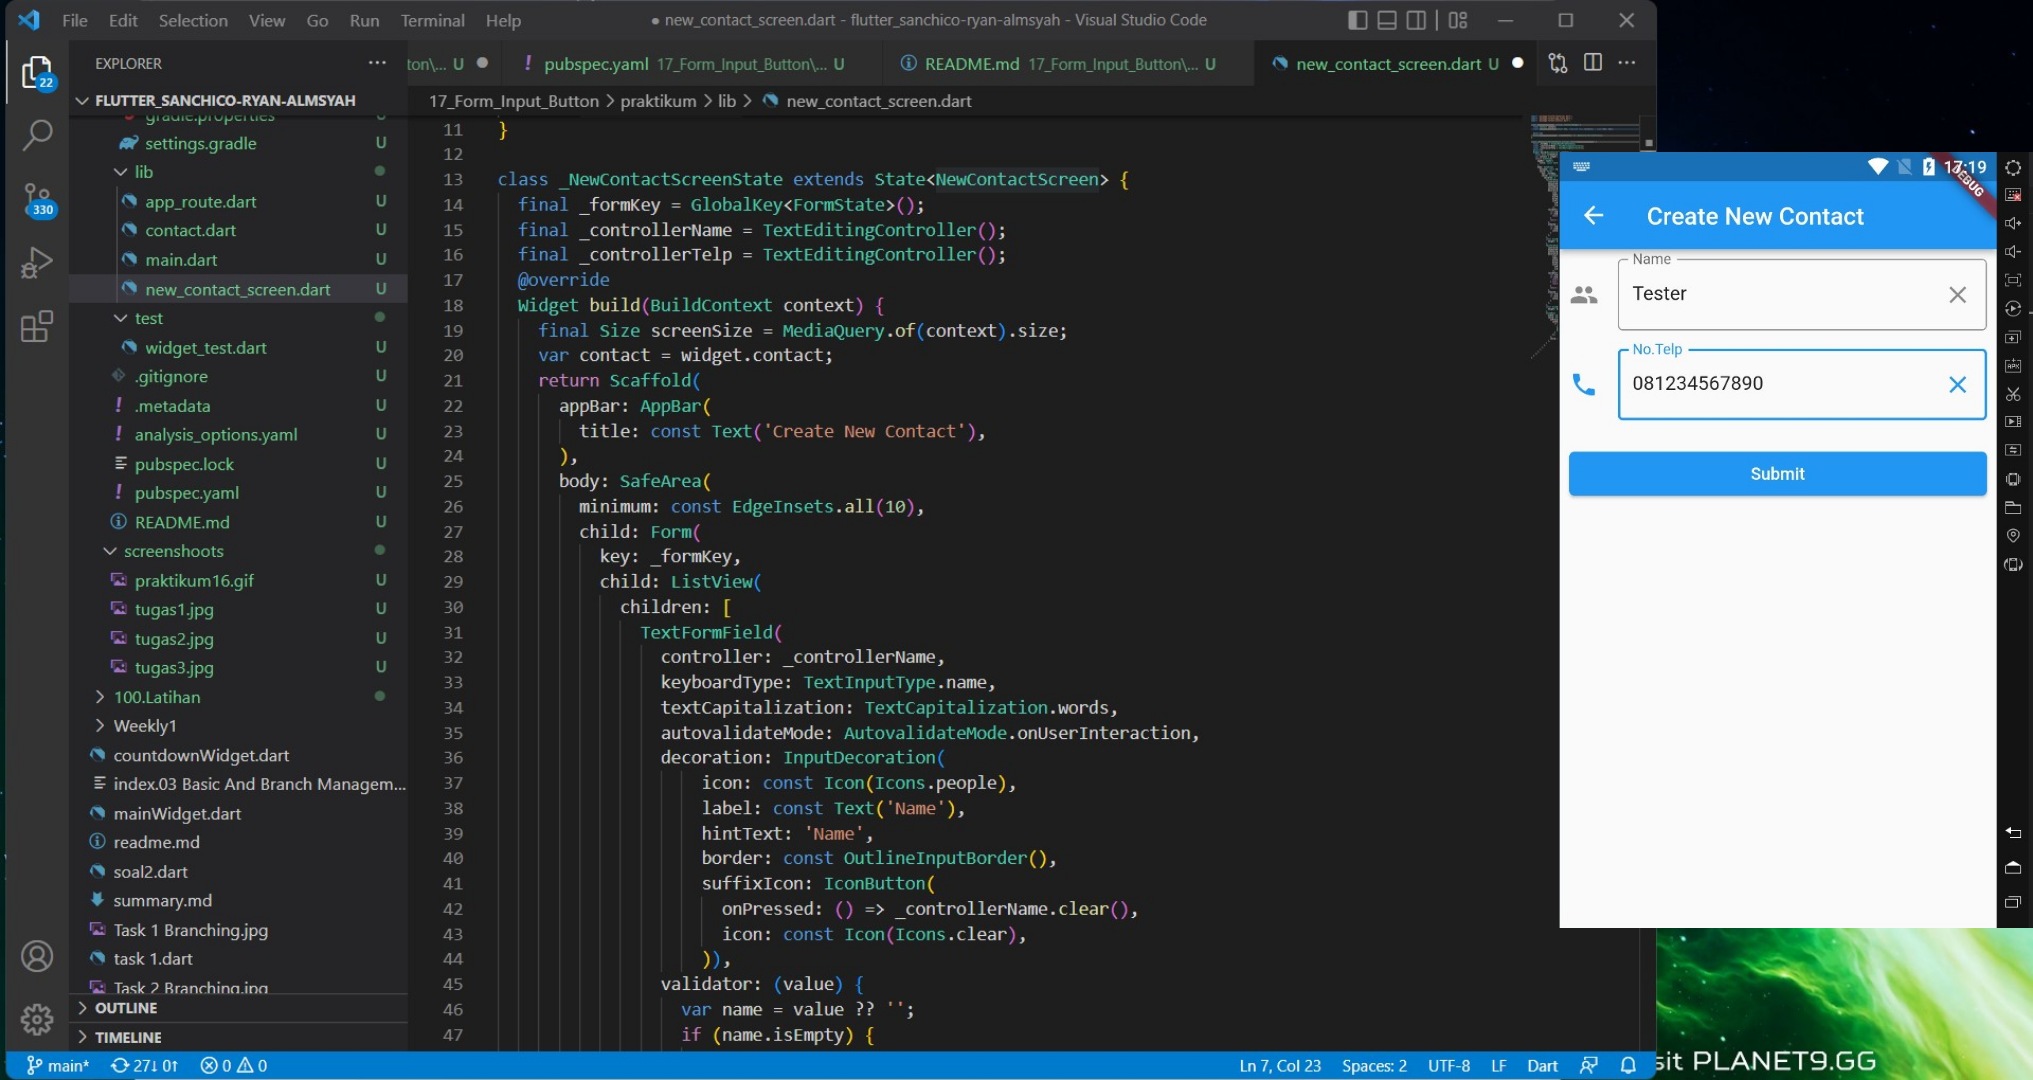 File Edit Selection View Go Run Terminal Help
● new_contact_screen.dart - flutter_sanchico-ryan-almsyah - Visual Studio Code
EXPLORER
ton\... U
pubspec.yaml 17_Form_Input_Button\... U
README.md 17_Form_Input_Button\... U
new_contact_screen.dart U
22
FLUTTER_SANCHICO-RYAN-ALMSYAH
17_Form_Input_Button > praktikum > lib > new_contact_screen.dart
gradle.properties U
settings.gradle U
lib
app_route.dart U
contact.dart U
main.dart U
new_contact_screen.dart U
test
widget_test.dart U
.gitignore U
.metadata U
analysis_options.yaml U
pubspec.lock U
pubspec.yaml U
README.md U
screenshoots
praktikum16.gif U
tugas1.jpg U
tugas2.jpg U
tugas3.jpg U
100.Latihan
Weekly1
countdownWidget.dart
index.03 Basic And Branch Managem...
mainWidget.dart
readme.md
soal2.dart
summary.md
Task 1 Branching.jpg
task 1.dart
Task 2 Branching.jpg
OUTLINE
TIMELINE
330
11 }
12
13 class _NewContactScreenState extends State<NewContactScreen> {
14 final _formKey = GlobalKey<FormState>();
15 final _controllerName = TextEditingController();
16 final _controllerTelp = TextEditingController();
17 @override
18 Widget build(BuildContext context) {
19 final Size screenSize = MediaQuery.of(context).size;
20 var contact = widget.contact;
21 return Scaffold(
22 appBar: AppBar(
23 title: const Text('Create New Contact'),
24 ),
25 body: SafeArea(
26 minimum: const EdgeInsets.all(10),
27 child: Form(
28 key: _formKey,
29 child: ListView(
30 children: [
31 TextFormField(
32 controller: _controllerName,
33 keyboardType: TextInputType.name,
34 textCapitalization: TextCapitalization.words,
35 autovalidateMode: AutovalidateMode.onUserInteraction,
36 decoration: InputDecoration(
37 icon: const Icon(Icons.people),
38 label: const Text('Name'),
39 hintText: 'Name',
40 border: const OutlineInputBorder(),
41 suffixIcon: IconButton(
42 onPressed: () => _controllerName.clear(),
43 icon: const Icon(Icons.clear),
44 )),
45 validator: (value) {
46 var name = value ?? '';
47 if (name.isEmpty) {
main* 27↓ 0↑ 0 0
Ln 7, Col 23 Spaces: 2 UTF-8 LF Dart
17:19
DEBUG
Create New Contact
Name
Tester
No.Telp
081234567890
Submit
sit PLANET9.GG